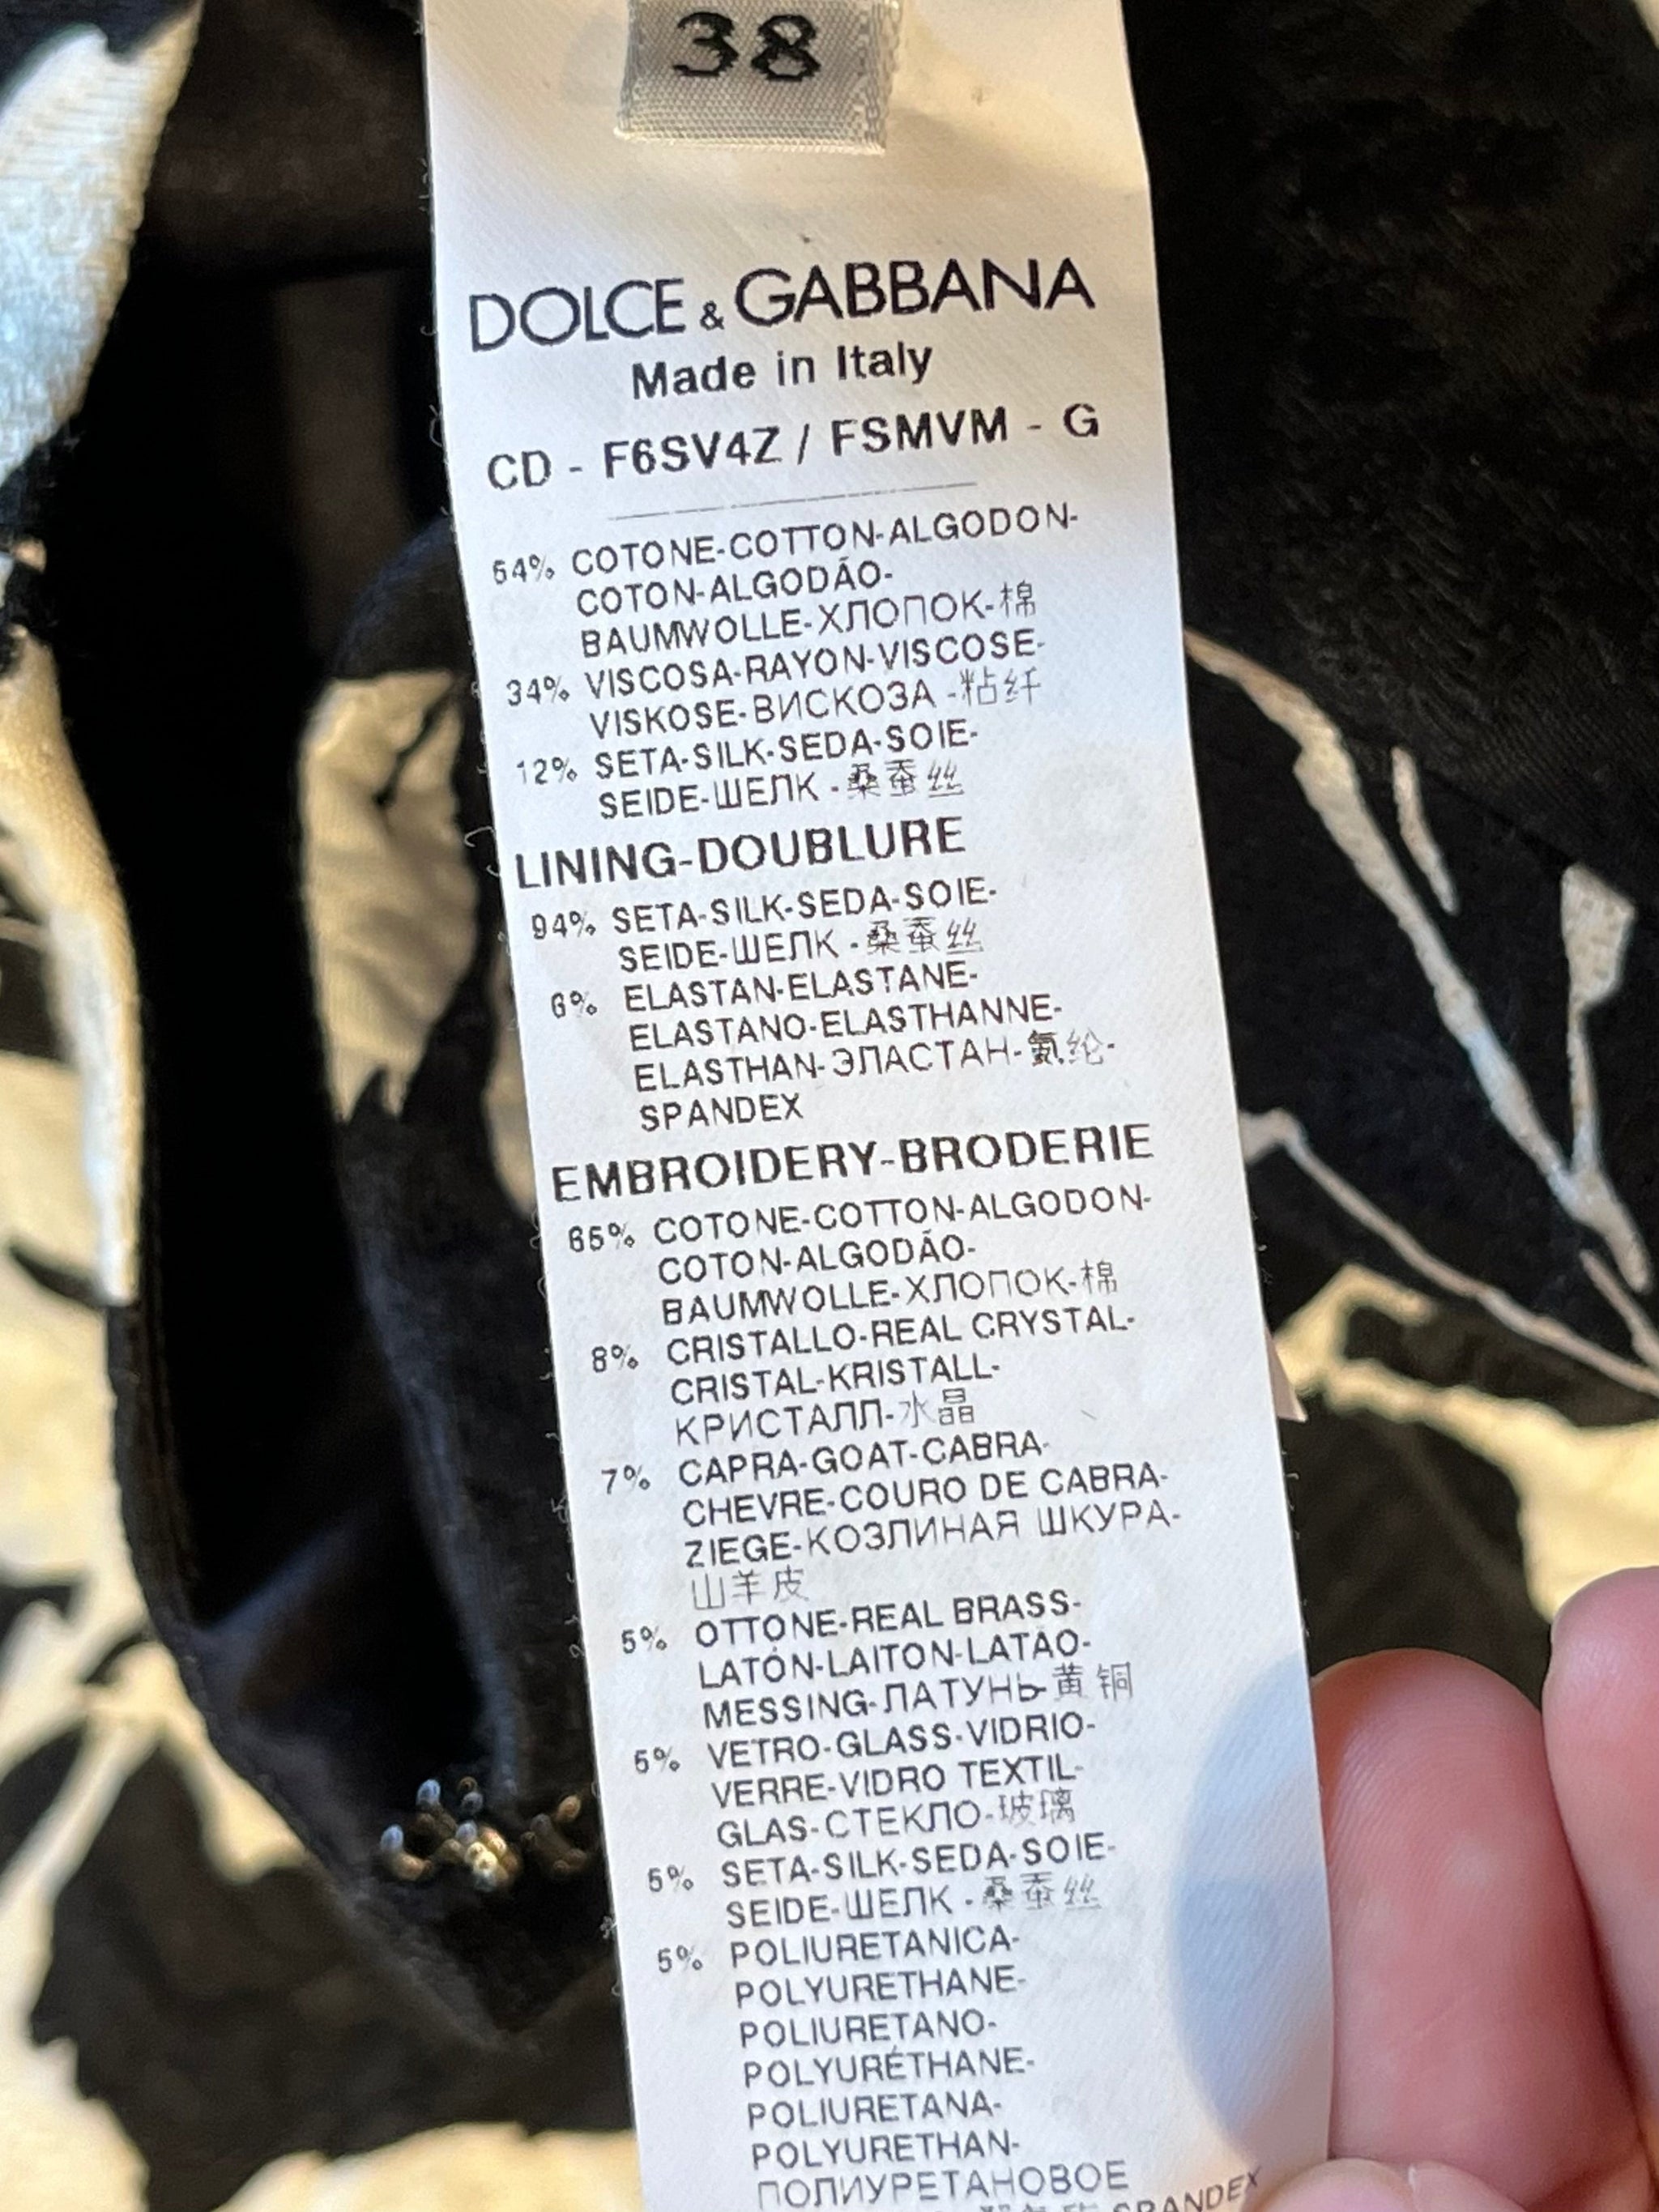 38
DOLCE & GABBANA
Made in Italy
CD - F6SV4Z / FSMVM - G
54% COTONE-COTTON-ALGODON-
COTON-ALGODÃO-
BAUMWOLLE-ХЛОПОК-棉
34% VISCOSA-RAYON-VISCOSE-
VISKOSE-ВИСКОЗА -粘纤
12% SETA-SILK-SEDA-SOIE-
SEIDE-ШЕЛК -桑蚕丝
LINING-DOUBLURE
94% SETA-SILK-SEDA-SOIE-
SEIDE-ШЕЛК -桑蚕丝
6% ELASTAN-ELASTANE-
ELASTANO-ELASTHANNE-
ELASTHAN-ЭЛАСТАН-氨纶-
SPANDEX
EMBROIDERY-BRODERIE
65% COTONE-COTTON-ALGODON-
COTON-ALGODÃO-
BAUMWOLLE-ХЛОПОК-棉
8% CRISTALLO-REAL CRYSTAL-
CRISTAL-KRISTALL-
КРИСТАЛЛ-水晶
7% CAPRA-GOAT-CABRA-
CHEVRE-COURO DE CABRA-
ZIEGE-КОЗЛИНАЯ ШКУРА-
山羊皮
5% OTTONE-REAL BRASS-
LATÓN-LAITON-LATAO-
MESSING-ЛАТУНЬ-黄铜
5% VETRO-GLASS-VIDRIO-
VERRE-VIDRO TEXTIL-
GLAS-СТЕКЛО-玻璃
5% SETA-SILK-SEDA-SOIE-
SEIDE-ШЕЛК -桑蚕丝
5% POLIURETANICA-
POLYURETHANE-
POLIURETANO-
POLYURÉTHANE-
POLIURETANA-
POLYURETHAN-
ПОЛИУРЕТАНОВОЕ
SPANDEX